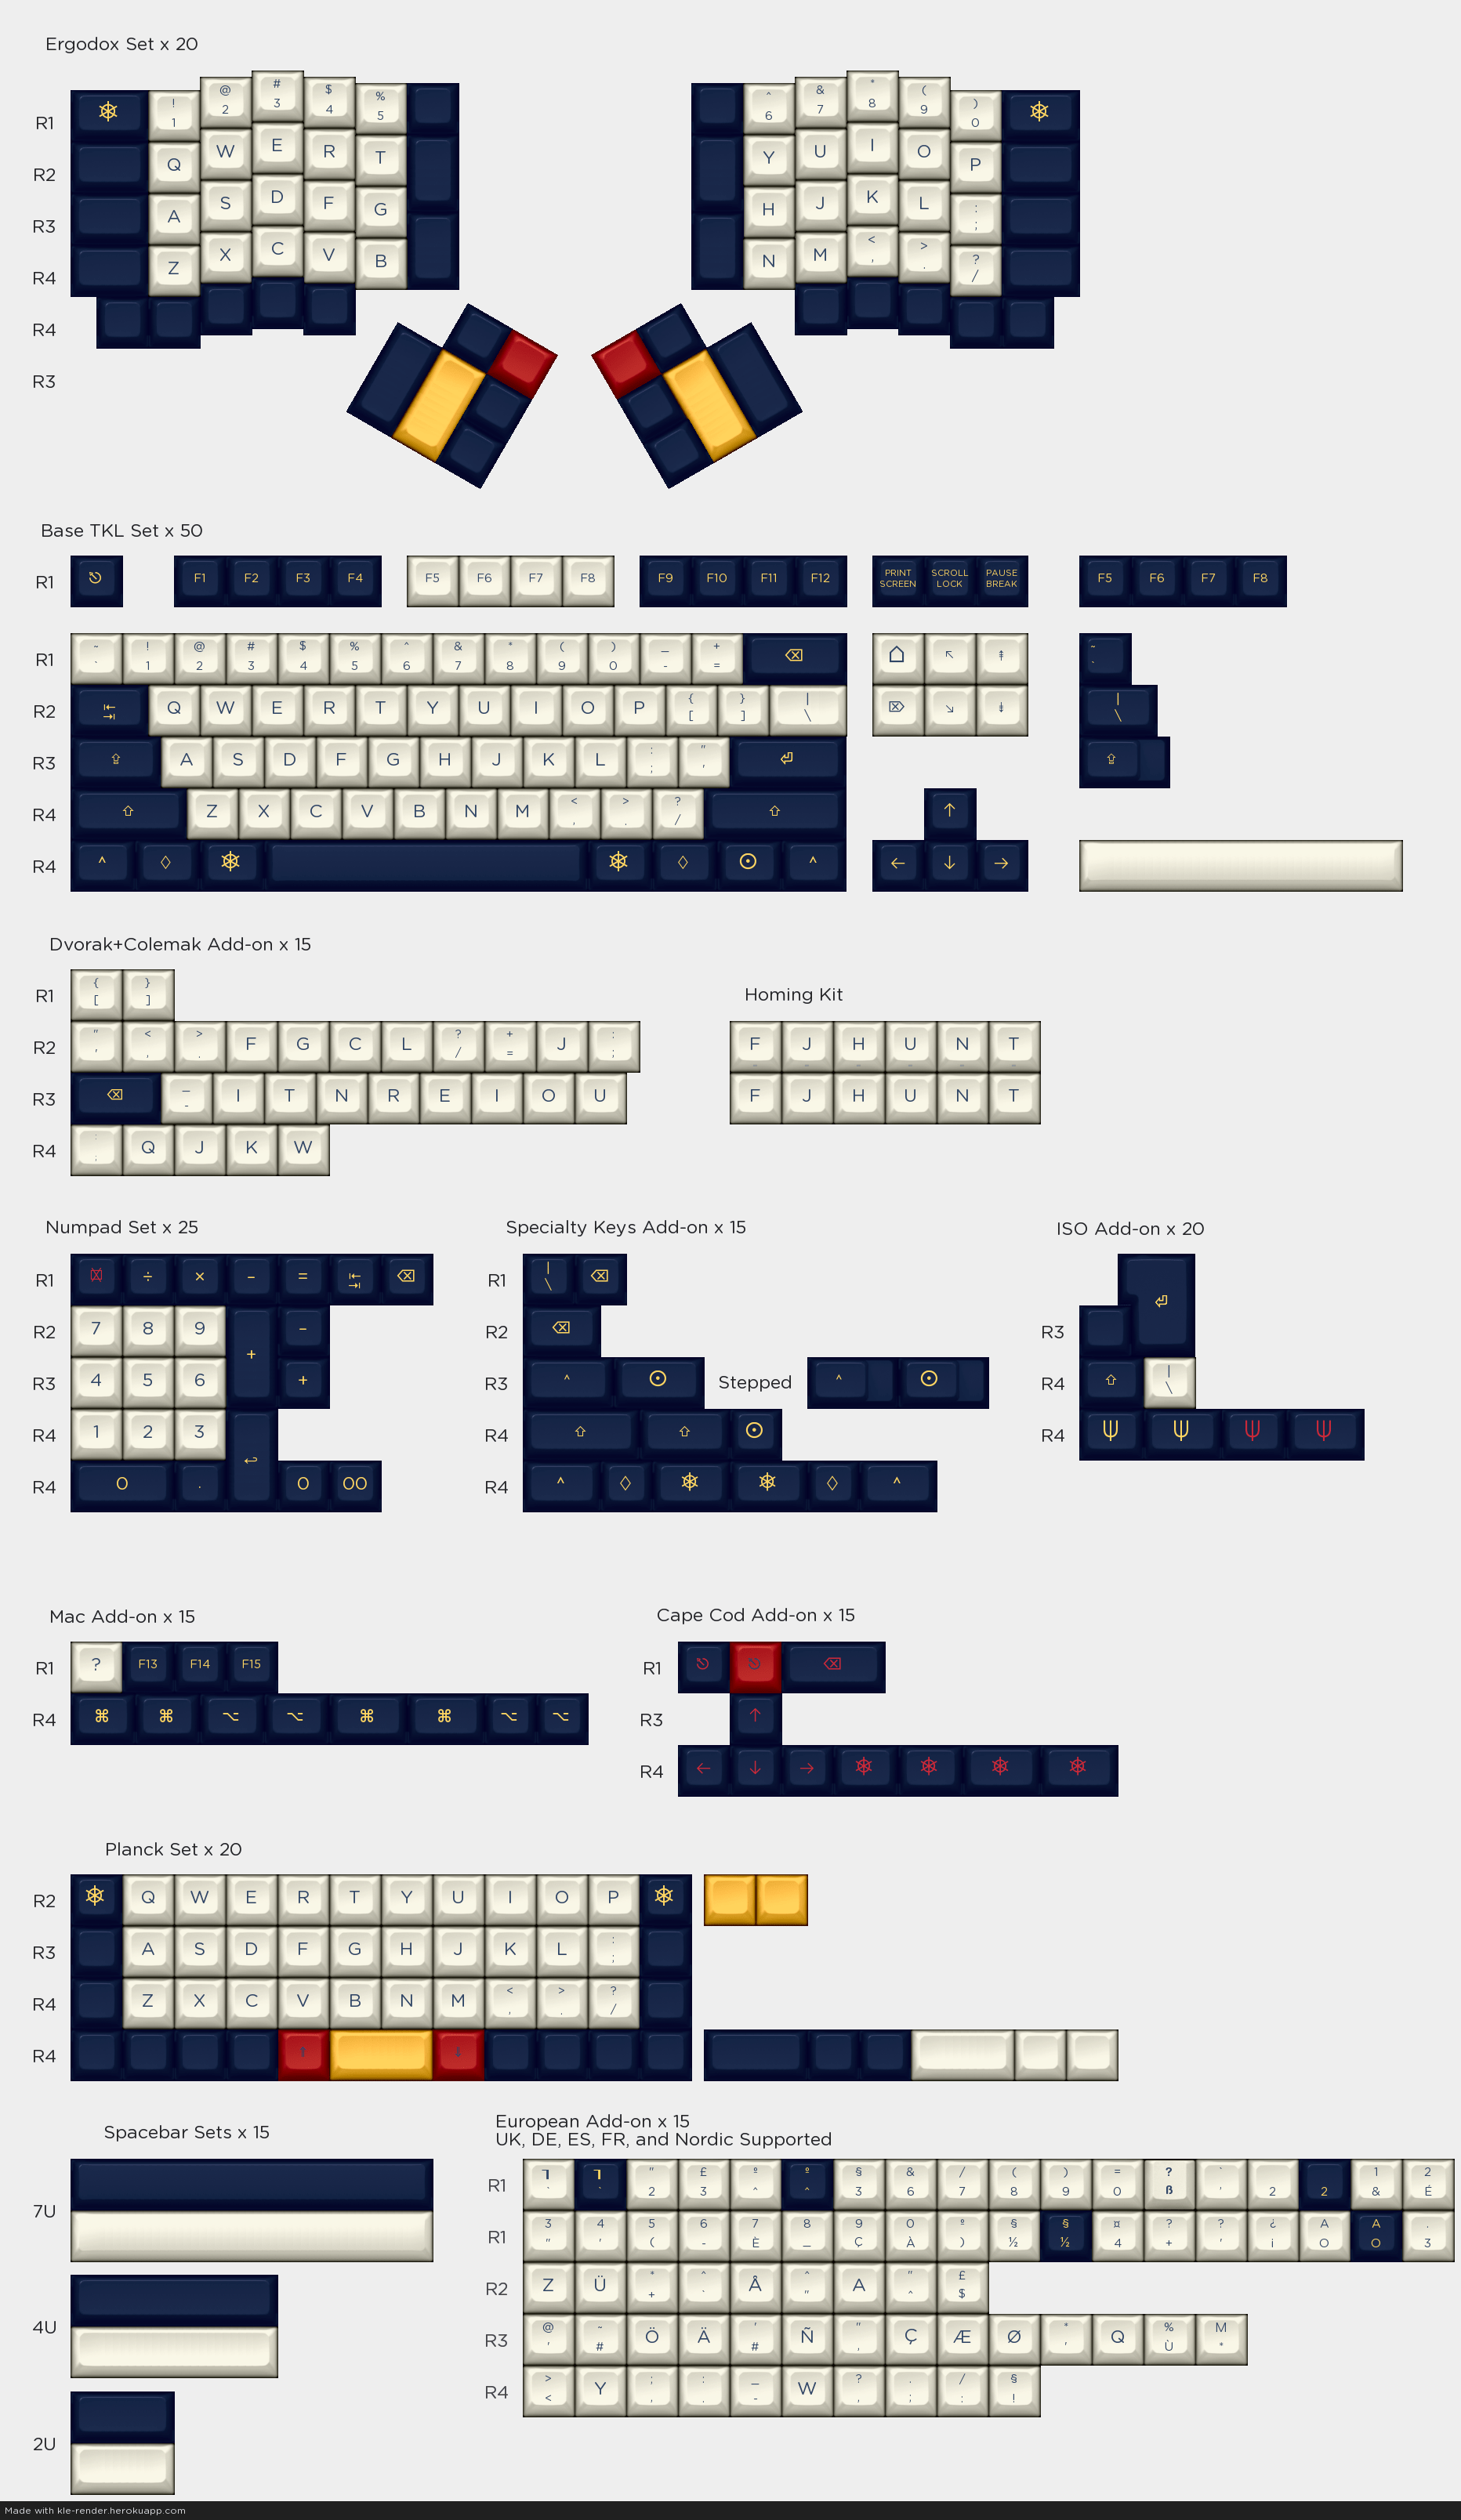 Ergodox Set x 20
R1 ! 1 @ 2 # 3 $ 4 % 5 ^ 6 & 7 * 8 ( 9 ) 0
R2 Q W E R T Y U I O P
R3 A S D F G H J K L : ;
R4 Z X C V B N M < , > . ? /
R4
R3
Base TKL Set x 50
R1 F1 F2 F3 F4 F5 F6 F7 F8 F9 F10 F11 F12 PRINT SCREEN SCROLL LOCK PAUSE BREAK F5 F6 F7 F8
R1 ~ ` ! 1 @ 2 # 3 $ 4 % 5 ^ 6 & 7 * 8 ( 9 ) 0 _ - + = ⌫ ~ `
R2 Q W E R T Y U I O P { [ } ] | \ ⌦ | \
R3 ⇪ A S D F G H J K L : ; " ' ⏎ ⇪
R4 ⇧ Z X C V B N M < , > . ? / ⇧ ↑
R4 ^ ◊ ⎈ ⎈ ◊ ⊙ ^ ← ↓ →
Dvorak+Colemak Add-on x 15
R1 { [ } ]
R2 " ' < , > . F G C L ? / + = J : ;
R3 ⌫ _ - I T N R E I O U
R4 : ; Q J K W
Homing Kit
F J H U N T
F J H U N T
Numpad Set x 25
R1 ÷ × - = ⌫
R2 7 8 9 + -
R3 4 5 6 +
R4 1 2 3 ↩
R4 0 . 0 00
Specialty Keys Add-on x 15
R1 | \ ⌫
R2 ⌫
R3 ^ ⊙ Stepped ^ ⊙
R4 ⇧ ⇧ ⊙
R4 ^ ◊ ⎈ ⎈ ◊ ^
ISO Add-on x 20
⏎
R3
R4 ⇧ | \
R4 Ψ Ψ Ψ Ψ
Mac Add-on x 15
R1 ? F13 F14 F15
R4 ⌘ ⌘ ⌥ ⌥ ⌘ ⌘ ⌥ ⌥
Cape Cod Add-on x 15
R1 ⌫
R3 ↑
R4 ← ↓ → ⎈ ⎈ ⎈ ⎈
Planck Set x 20
R2 ⎈ Q W E R T Y U I O P ⎈
R3 A S D F G H J K L : ;
R4 Z X C V B N M < , > . ? /
R4
Spacebar Sets x 15
7U
4U
2U
European Add-on x 15
UK, DE, ES, FR, and Nordic Supported
R1 " 2 £ 3 § 3 & 6 / 7 ( 8 ) 9 = 0 ? ß 2 2 1 & 2 É
R1 3 " 4 ' 5 ( 6 - 7 È 8 _ 9 Ç 0 À º ) § ½ § ½ ¤ 4 ? + ? ' ¿ ¡ A O A O . 3
R2 Z Ü * + ^ ` Å ^ " A " ^ £ $
R3 @ ' ~ # Ö Ä ' # Ñ Ç Æ Ø * ' Q % Ù M *
R4 > < Y ; , : . _ - W ? , . ; / : § !
Made with kle-render.herokuapp.com